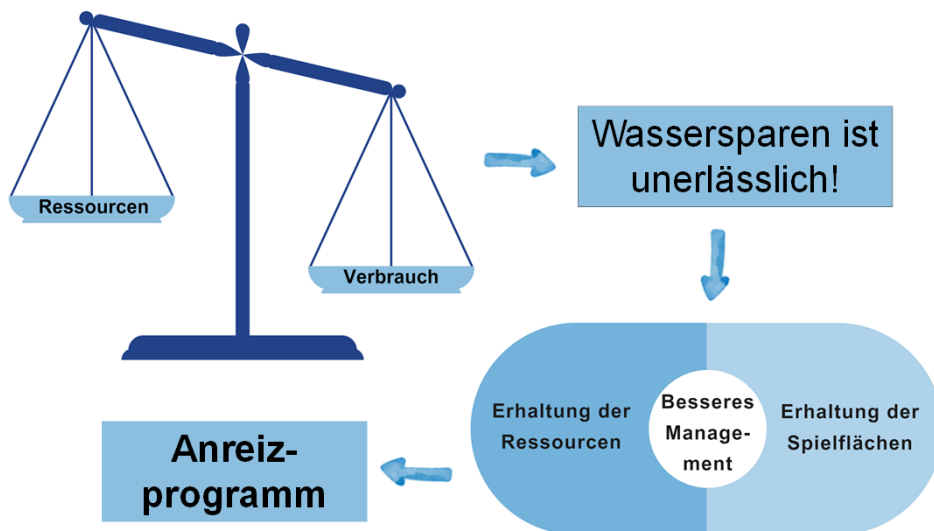 Ressourcen
Verbrauch
Wassersparen ist
unerlässlich!
Erhaltung der
Ressourcen
Besseres
Manage-
ment
Erhaltung der
Spielflächen
Anreiz-
programm